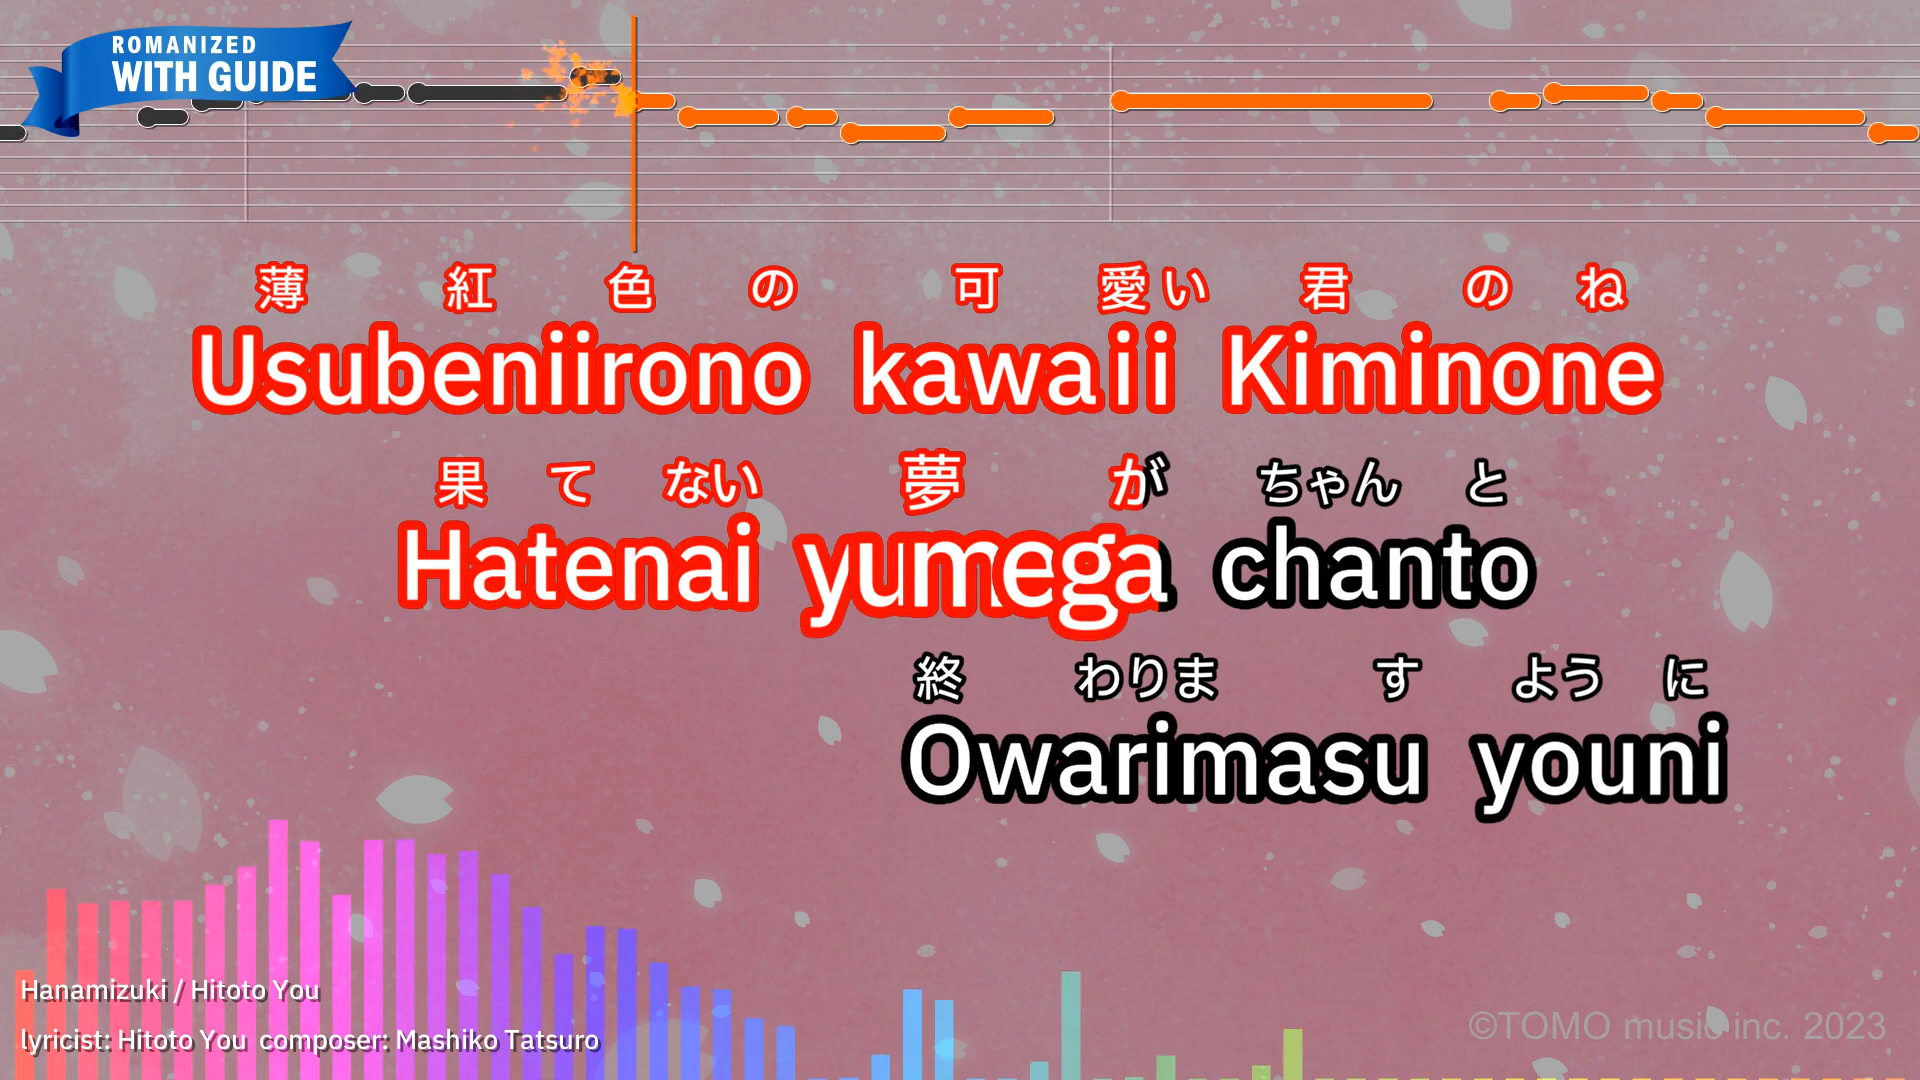 ROMANIZED
WITH GUIDE
薄紅色の 可愛い 君のね
Usubeniirono kawaii Kiminone
果てない 夢が ちゃんと
Hatenai yumega chanto
終わります ように
Owarimasu youni
Hanamizuki / Hitoto You
lyricist: Hitoto You composer: Mashiko Tatsuro
©TOMO music inc. 2023